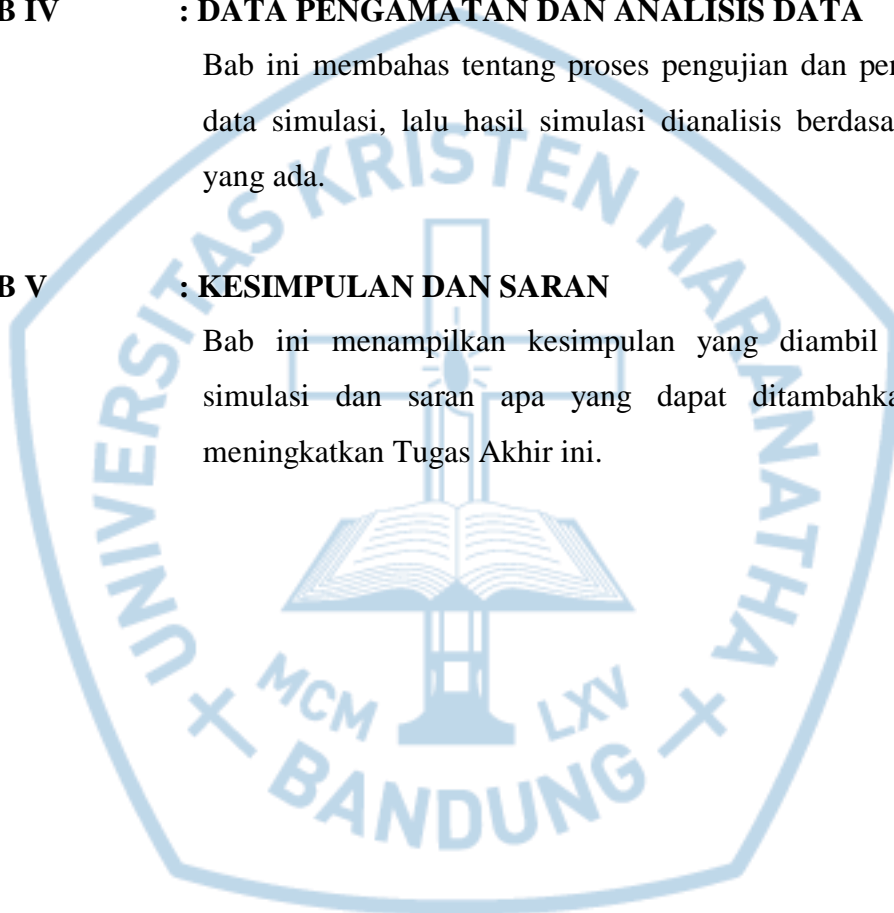 B IV : DATA PENGAMATAN DAN ANALISIS DATA
Bab ini membahas tentang proses pengujian dan per
data simulasi, lalu hasil simulasi dianalisis berdasa
yang ada.
B V : KESIMPULAN DAN SARAN
Bab ini menampilkan kesimpulan yang diambil
simulasi dan saran apa yang dapat ditambahka
meningkatkan Tugas Akhir ini.
UNIVERSITAS KRISTEN MARANATHA
MCM LXV
BANDUNG